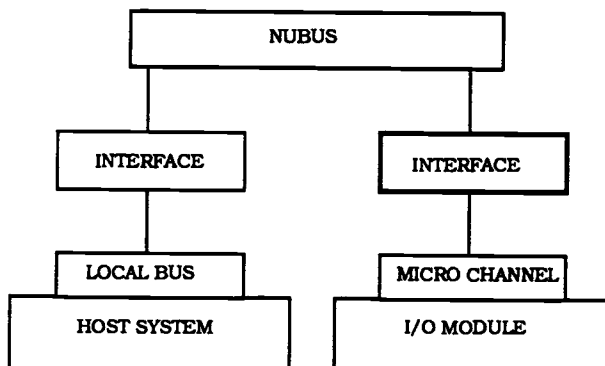 NUBUS
INTERFACE
INTERFACE
LOCAL BUS
MICRO CHANNEL
HOST SYSTEM
I/O MODULE